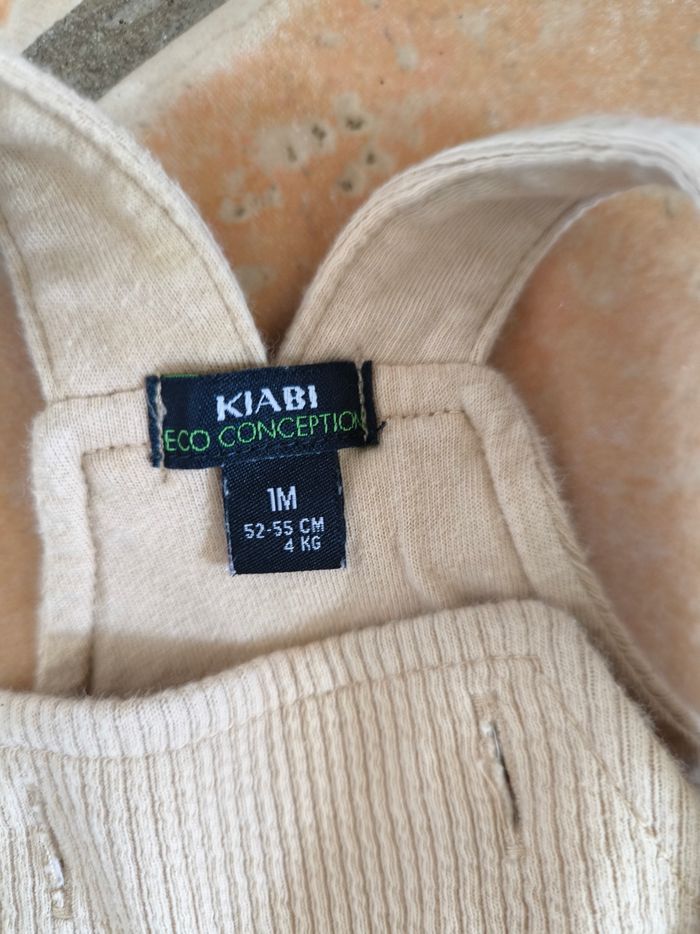 KIABI
ECO CONCEPTION
1M
52-55 CM
4 KG